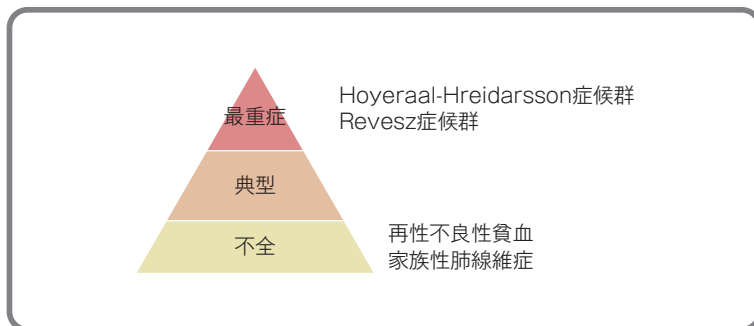 最重症
Hoyeraal-Hreidarsson症候群
Revesz症候群
典型
不全
再性不良性貧血
家族性肺線維症